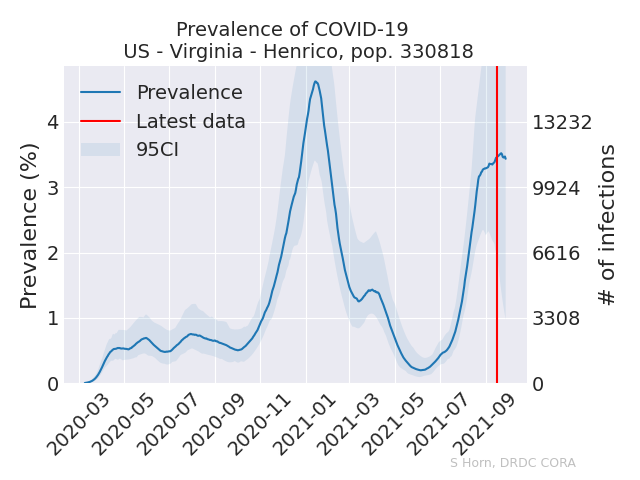 Prevalence of COVID-19
US - Virginia - Henrico, pop. 330818
Prevalence
Latest data
95CI
Prevalence (%)
4
3
2
1
0
13232
9924
6616
3308
0
# of infections
2020-03
2020-05
2020-07
2020-09
2020-11
2021-01
2021-03
2021-05
2021-07
2021-09
S Horn, DRDC CORA